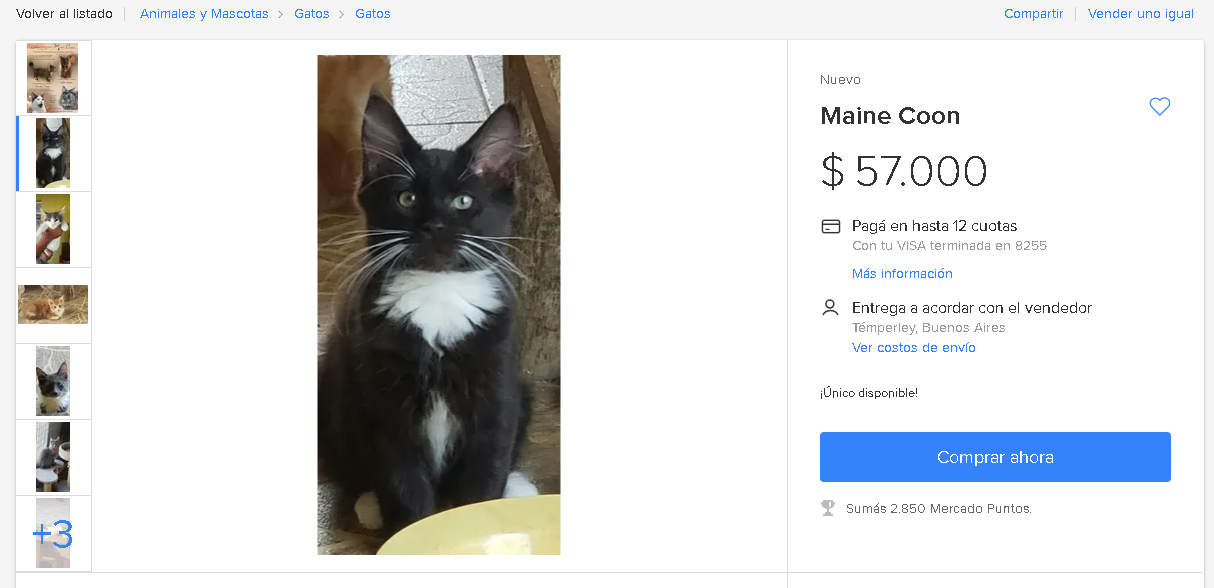 Volver al listado
Animales y Mascotas > Gatos > Gatos
Compartir
Vender uno igual
Nuevo
Maine Coon
$ 57.000
Pagá en hasta 12 cuotas
Con tu VISA terminada en 8255
Más información
Entrega a acordar con el vendedor
Témperley, Buenos Aires
Ver costos de envío
¡Único disponible!
Comprar ahora
Sumás 2.850 Mercado Puntos.
+3